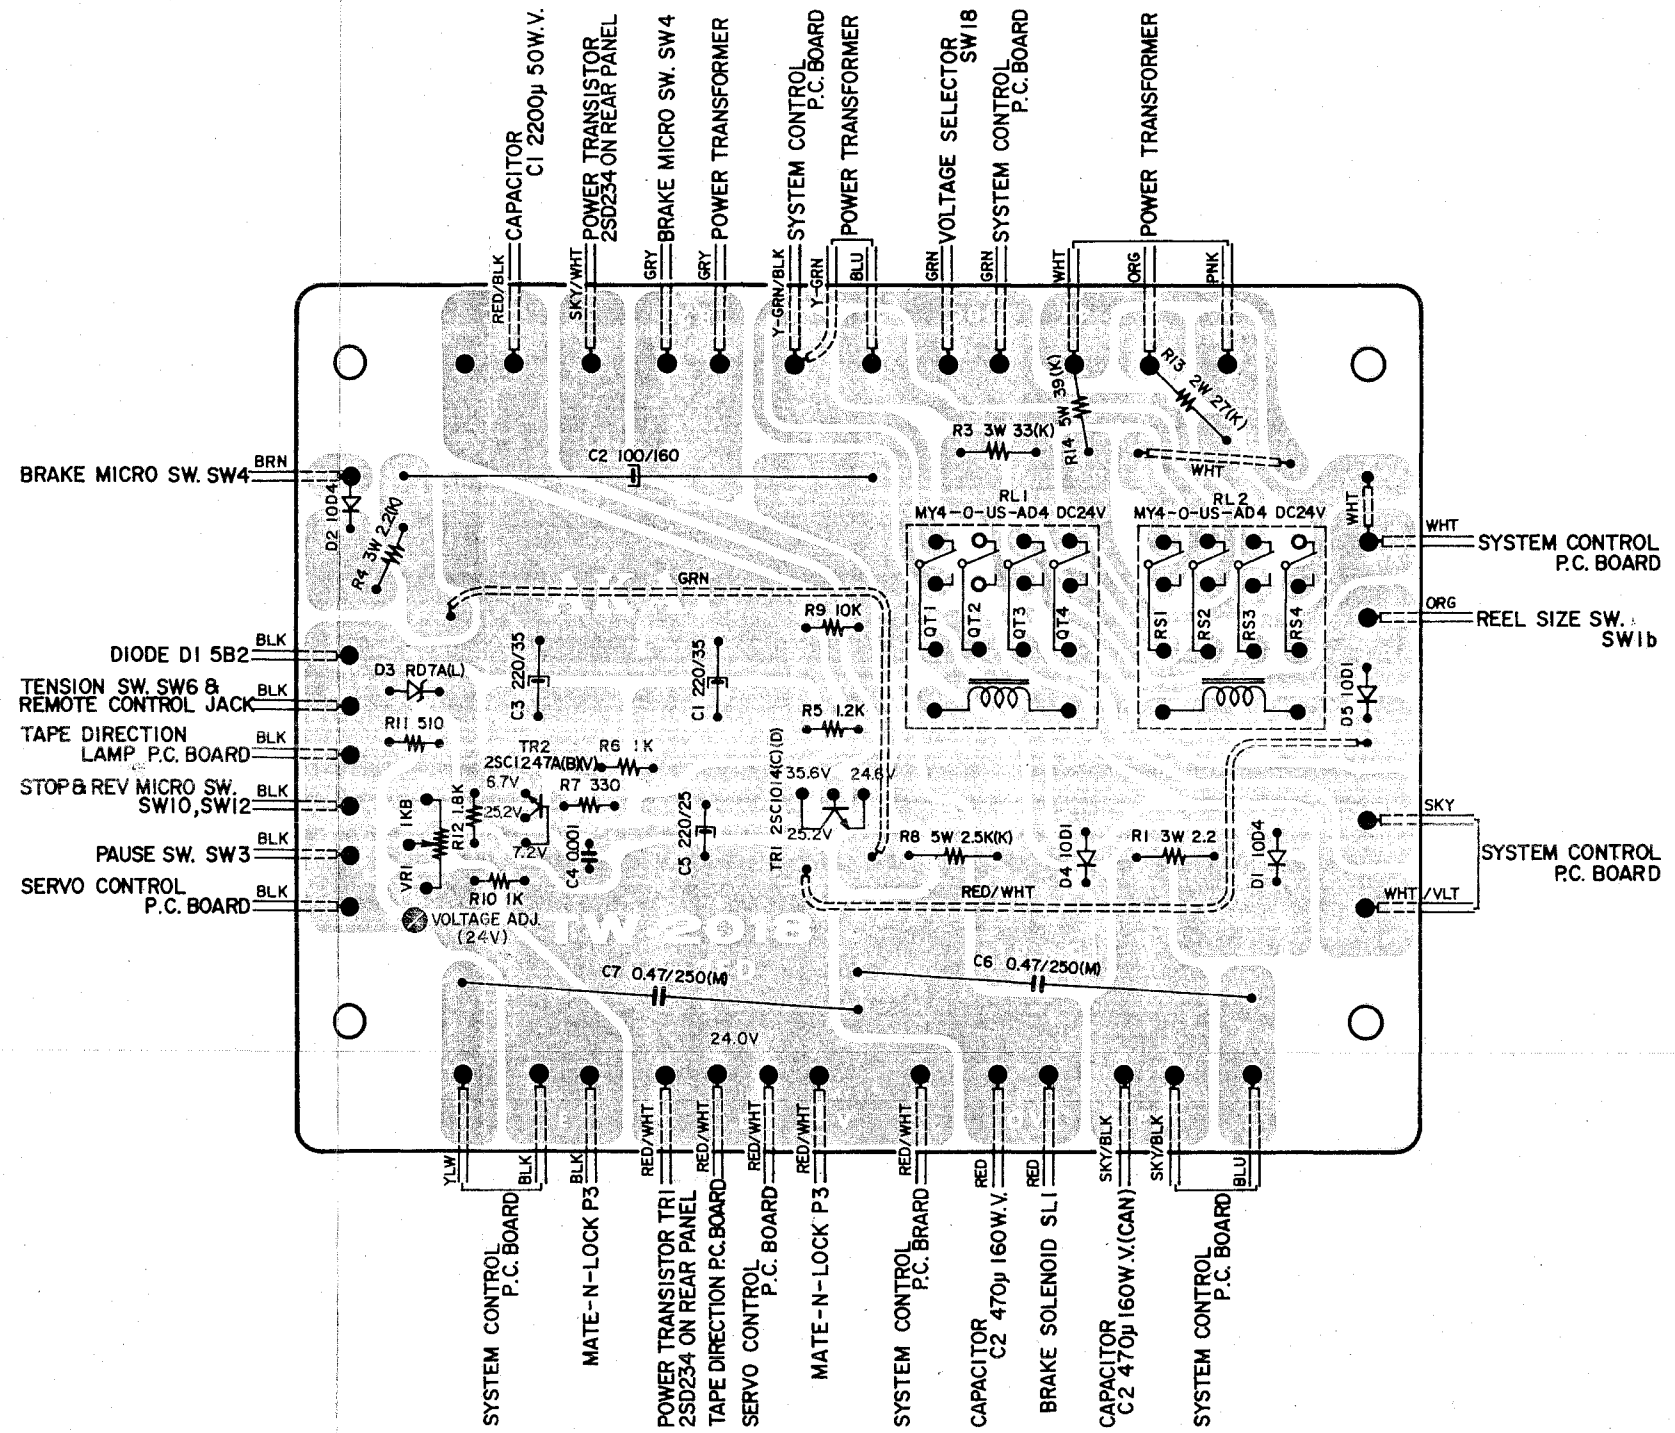 CAPACITOR
C1 2200µ 50W.V.
POWER TRANSISTOR
2SD234 ON REAR PANEL
BRAKE MICRO SW. SW4
POWER TRANSFORMER
SYSTEM CONTROL
P.C. BOARD
POWER TRANSFORMER
VOLTAGE SELECTOR
SW18
SYSTEM CONTROL
P.C. BOARD
POWER TRANSFORMER
RED/BLK
SKY/WHT
GRY
GRY
Y-GRN/BLK
Y-GRN
BLU
GRN
GRN
WHT
ORG
PNK
R13 2W 27(K)
R14 5W 39(K)
R3 3W 33(K)
C2 100/160
WHT
BRAKE MICRO SW. SW4
BRN
D2 10D4
R4 3W 2.2(K)
RL1
MY4-0-US-AD4 DC24V
RL2
MY4-0-US-AD4 DC24V
WHT
WHT
SYSTEM CONTROL
P.C. BOARD
GRN
R9 10K
QT1
QT2
QT3
QT4
RS1
RS2
RS3
RS4
ORG
REEL SIZE SW.
SW1b
DIODE D1 5B2
BLK
TENSION SW. SW6 &
REMOTE CONTROL JACK
BLK
TAPE DIRECTION
LAMP P.C. BOARD
BLK
STOP & REV MICRO SW.
SW10, SW12
BLK
PAUSE SW. SW3
BLK
SERVO CONTROL
P.C. BOARD
BLK
D3 RD7A(L)
R11 510
C3 220/35
C1 220/35
R5 1.2K
D5 10D1
TR2
2SC1247A(B)(V)
R6 1K
6.7V
R7 330
25.2V
7.2V
VR1 1KB
R12 1.8K
C4 0.001
C5 220/25
TR1 2SC1014(C)(D)
35.6V
24.6V
25.2V
R8 5W 2.5K(K)
D4 10D1
R1 3W 2.2
D1 10D4
SKY
SYSTEM CONTROL
P.C. BOARD
WHT/VLT
R10 1K
VOLTAGE ADJ.
(24V)
RED/WHT
TW-2018
C7 0.47/250(M)
C6 0.47/250(M)
24.0V
YLW
BLK
BLK
RED/WHT
RED/WHT
RED/WHT
RED/WHT
RED/WHT
RED
RED
SKY/BLK
SKY/BLK
BLU
SYSTEM CONTROL
P.C. BOARD
MATE-N-LOCK P3
POWER TRANSISTOR TR1
2SD234 ON REAR PANEL
TAPE DIRECTION P.C.BOARD
SERVO CONTROL
P.C. BOARD
MATE-N-LOCK P3
SYSTEM CONTROL
P.C. BRARD
CAPACITOR
C2 470µ 160W.V.
BRAKE SOLENOID SL1
CAPACITOR
C2 470µ 160W.V.(CAN)
SYSTEM CONTROL
P.C. BOARD